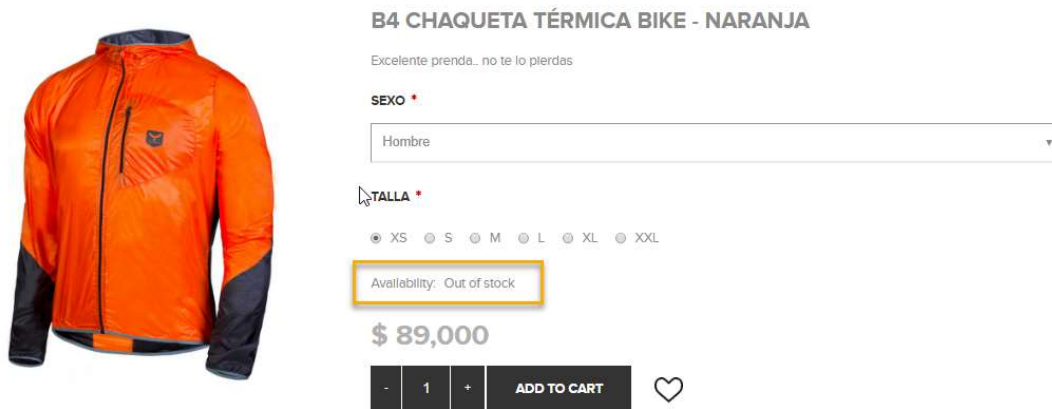 B4 CHAQUETA TÉRMICA BIKE - NARANJA
Excelente prenda.. no te lo pierdas
SEXO *
Hombre
TALLA *
XS S M L XL XXL
Availability: Out of stock
$ 89,000
- 1 + ADD TO CART